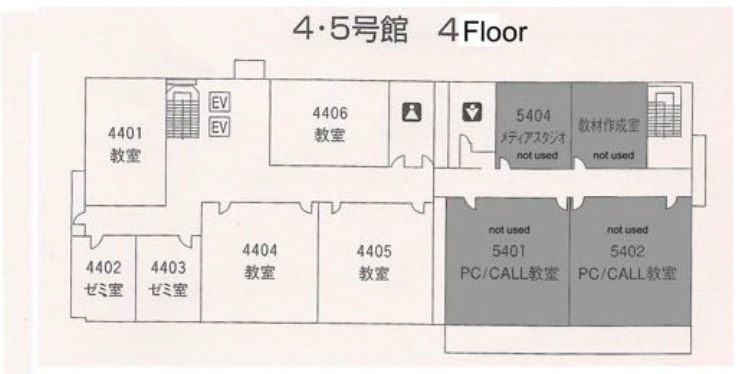 4・5号館 4 Floor
4401
教室
EV
EV
4406
教室
5404
メディアスタジオ
not used
教材作成室
not used
4402
ゼミ室
4403
ゼミ室
4404
教室
4405
教室
not used
5401
PC/CALL教室
not used
5402
PC/CALL教室